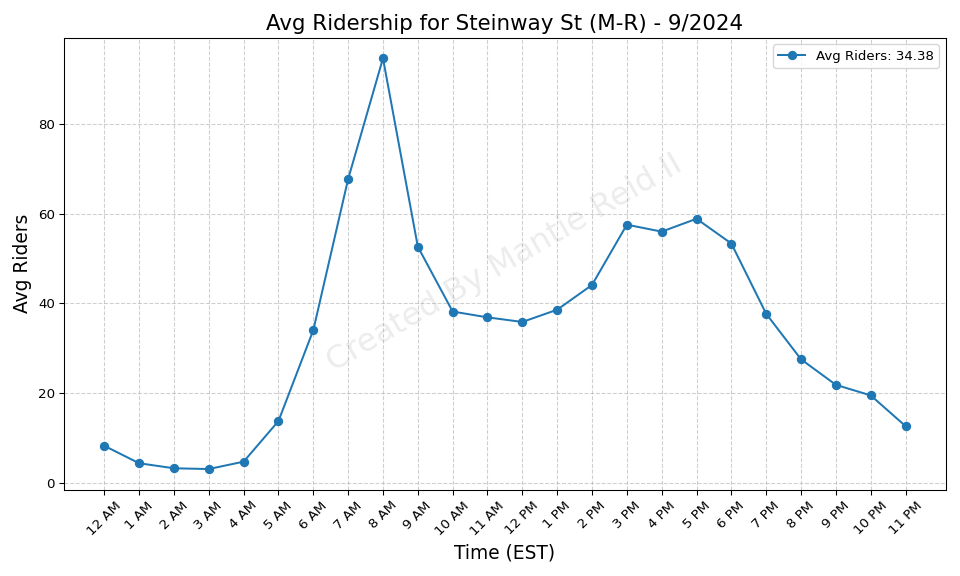 Avg Ridership for Steinway St (M-R) - 9/2024
Avg Riders: 34.38
Avg Riders
80
60
40
20
0
Created By Mantie Reid II
12 AM
1 AM
2 AM
3 AM
4 AM
5 AM
6 AM
7 AM
8 AM
9 AM
10 AM
11 AM
12 PM
1 PM
2 PM
3 PM
4 PM
5 PM
6 PM
7 PM
8 PM
9 PM
10 PM
11 PM
Time (EST)